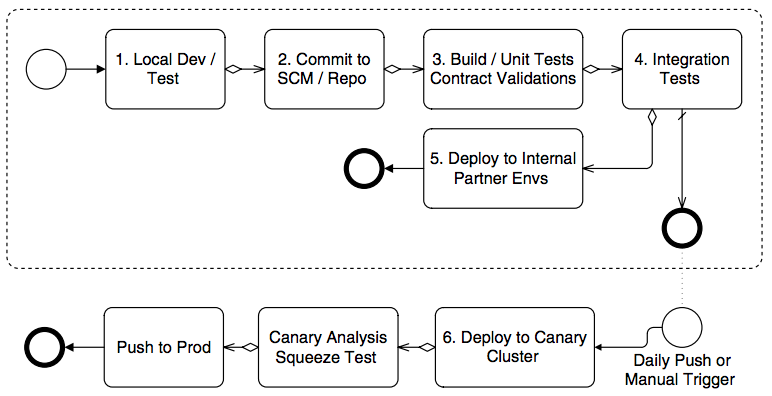 1. Local Dev /
Test
2. Commit to
SCM / Repo
3. Build / Unit Tests
Contract Validations
4. Integration
Tests
5. Deploy to Internal
Partner Envs
Push to Prod
Canary Analysis
Squeeze Test
6. Deploy to Canary
Cluster
Daily Push or
Manual Trigger